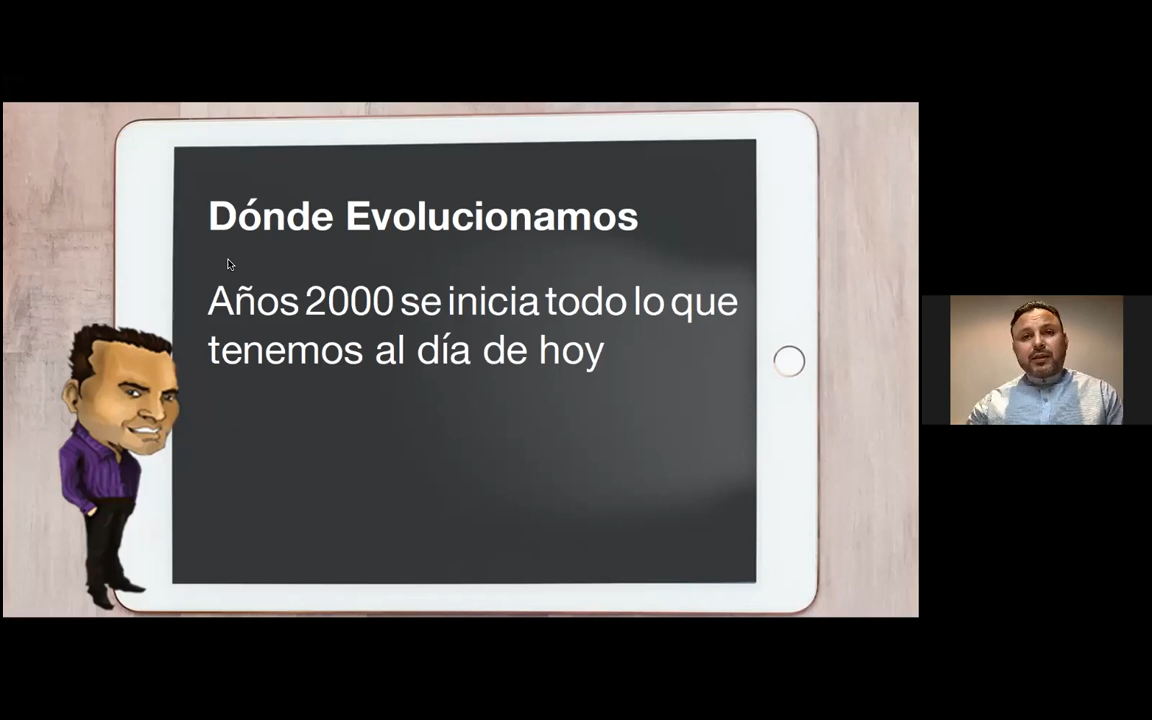 Dónde Evolucionamos
Años 2000 se inicia todo lo que
tenemos al día de hoy